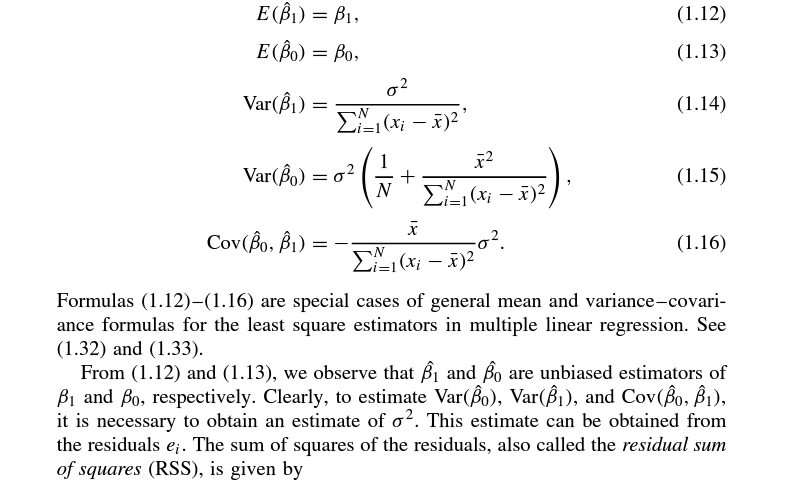 E(β̂₁) = β₁, (1.12)
E(β̂₀) = β₀, (1.13)
Var(β̂₁) = σ² / ∑ᵢ₌₁ᴺ(xᵢ − x̄)², (1.14)
Var(β̂₀) = σ² (1/N + x̄² / ∑ᵢ₌₁ᴺ(xᵢ − x̄)²), (1.15)
Cov(β̂₀, β̂₁) = − x̄ / ∑ᵢ₌₁ᴺ(xᵢ − x̄)² σ². (1.16)
Formulas (1.12)–(1.16) are special cases of general mean and variance–covari-
ance formulas for the least square estimators in multiple linear regression. See
(1.32) and (1.33).
From (1.12) and (1.13), we observe that β̂₁ and β̂₀ are unbiased estimators of
β₁ and β₀, respectively. Clearly, to estimate Var(β̂₀), Var(β̂₁), and Cov(β̂₀, β̂₁),
it is necessary to obtain an estimate of σ². This estimate can be obtained from
the residuals eᵢ. The sum of squares of the residuals, also called the residual sum
of squares (RSS), is given by